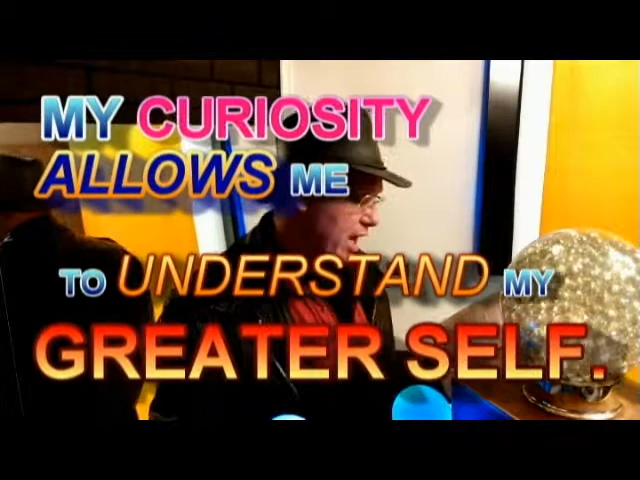 MY CURIOSITY
ALLOWS ME
TO UNDERSTAND MY
GREATER SELF.